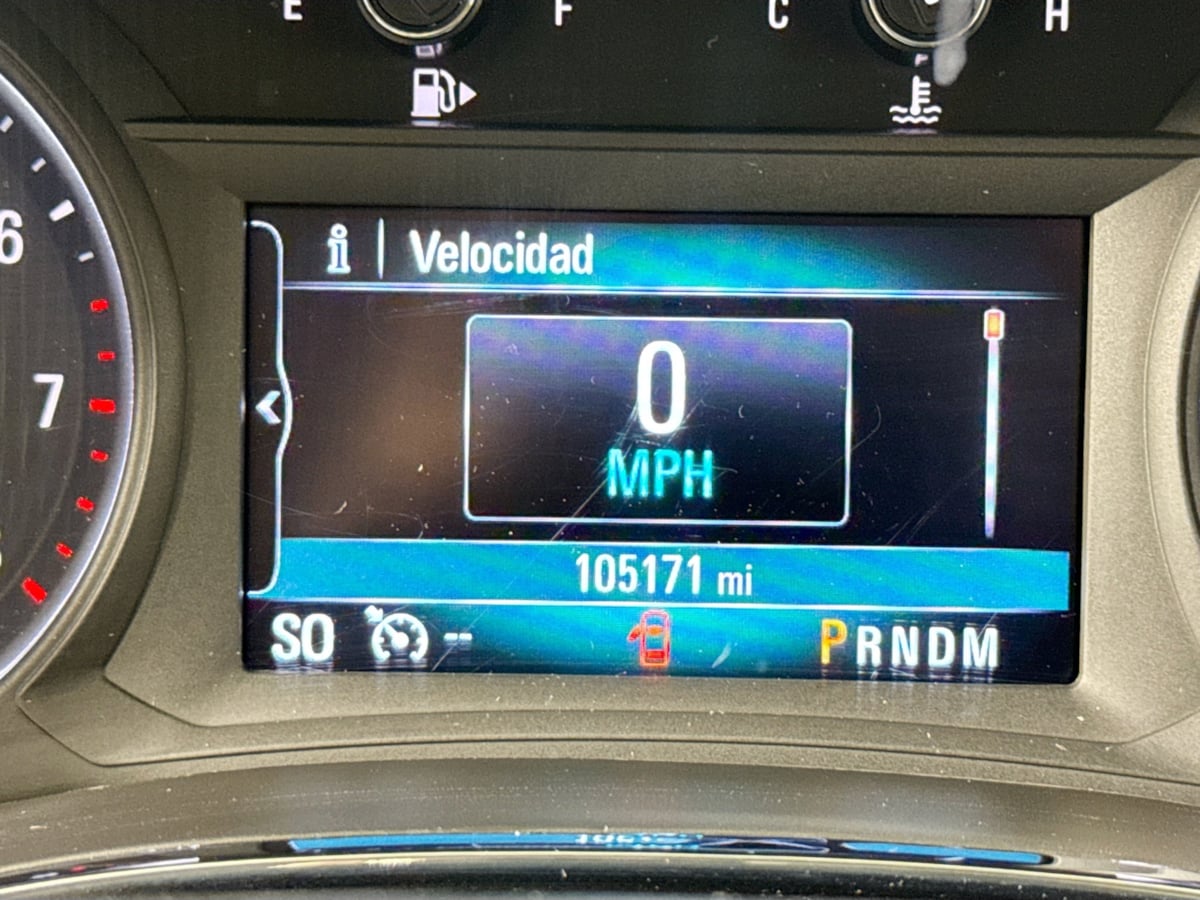 E F C H
6
7
i Velocidad
0
MPH
105171 mi
SO --
PRNDM